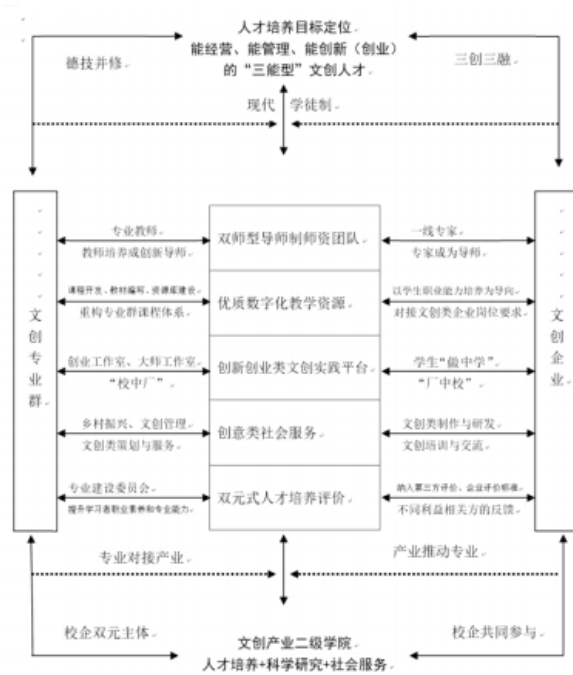 人才培养目标定位
能经营、能管理、能创新（创业）
的“三能型”文创人才
德技并修
三创三融
现代 学徒制
文创专业群
文创企业
专业教师
教师培养成创新导师
双师型导师制师资团队
一线专家
专家成为导师
课程开发、教材编写、资源库建设
重构专业群课程体系
优质数字化教学资源
以学生职业能力培养为导向
对接文创类企业岗位要求
创业工作室、大师工作室
“校中厂”
创新创业类文创实践平台
学生“做中学”
“厂中校”
乡村振兴、文创管理
文创类策划与服务
创意类社会服务
文创类制作与研发
文创培训与交流
专业建设委员会
提升学习者职业素养和专业能力
双元式人才培养评价
纳入第三方评价、企业评价标准
不同利益相关方的反馈
专业对接产业
产业推动专业
校企双元主体
校企共同参与
文创产业二级学院
人才培养+科学研究+社会服务